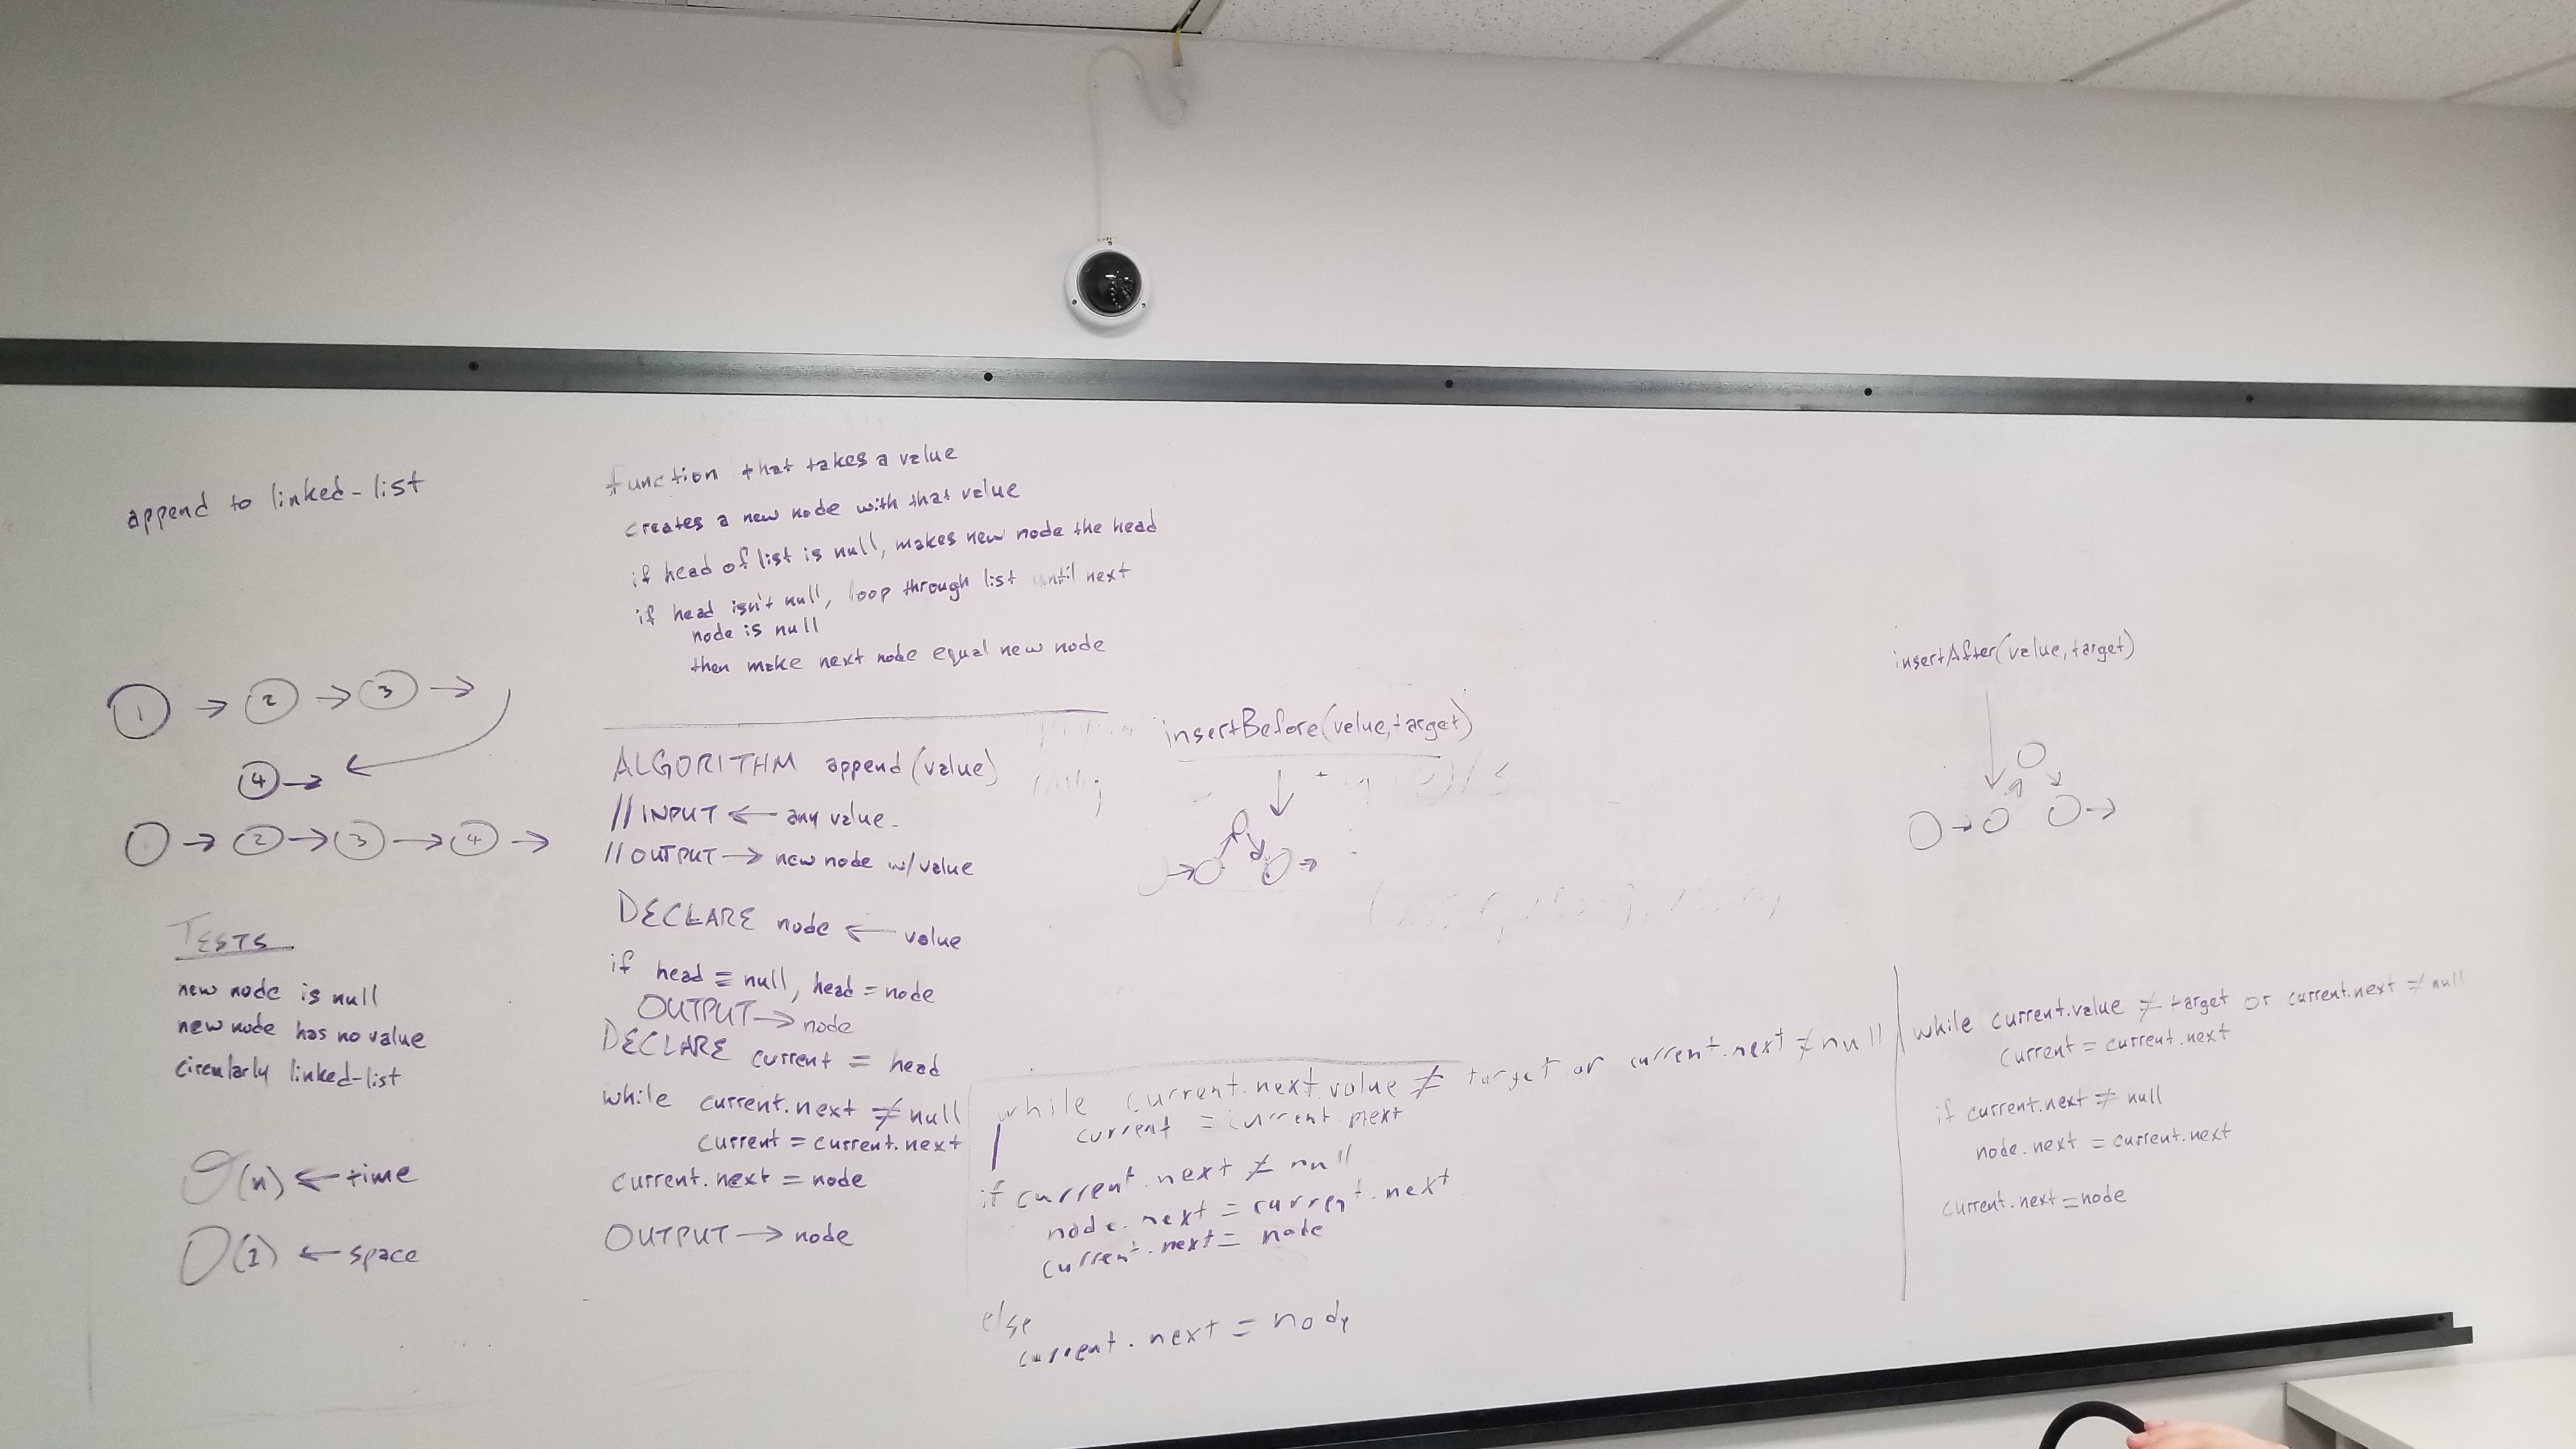 append to linked-list
1 → 2 → 3 →
4 →
→ 2 → 3 → 4 →
TESTS
new node is null
new node has no value
circularly linked-list
O(n) ← time
O(1) ← space
function that takes a value
creates a new node with that value
if head of list is null, makes new node the head
if head isn't null, loop through list until next
node is null
then make next node equal new node
ALGORITHM append(value)
// INPUT ← any value.
// OUTPUT → new node w/value
DECLARE node ← value
if head ≡ null, head = node
OUTPUT → node
DECLARE current = head
while current.next ≠ null
current = current.next
current.next = node
OUTPUT → node
insertBefore(value,target)
while current.next.value ≠ target or current.next ≠ null
current = current.next
if current.next ≠ null
node.next = current.next
current.next = node
else
current.next = node
insertAfter(value,target)
while current.value ≠ target or current.next ≠ null
current = current.next
if current.next ≠ null
node.next = current.next
current.next = node